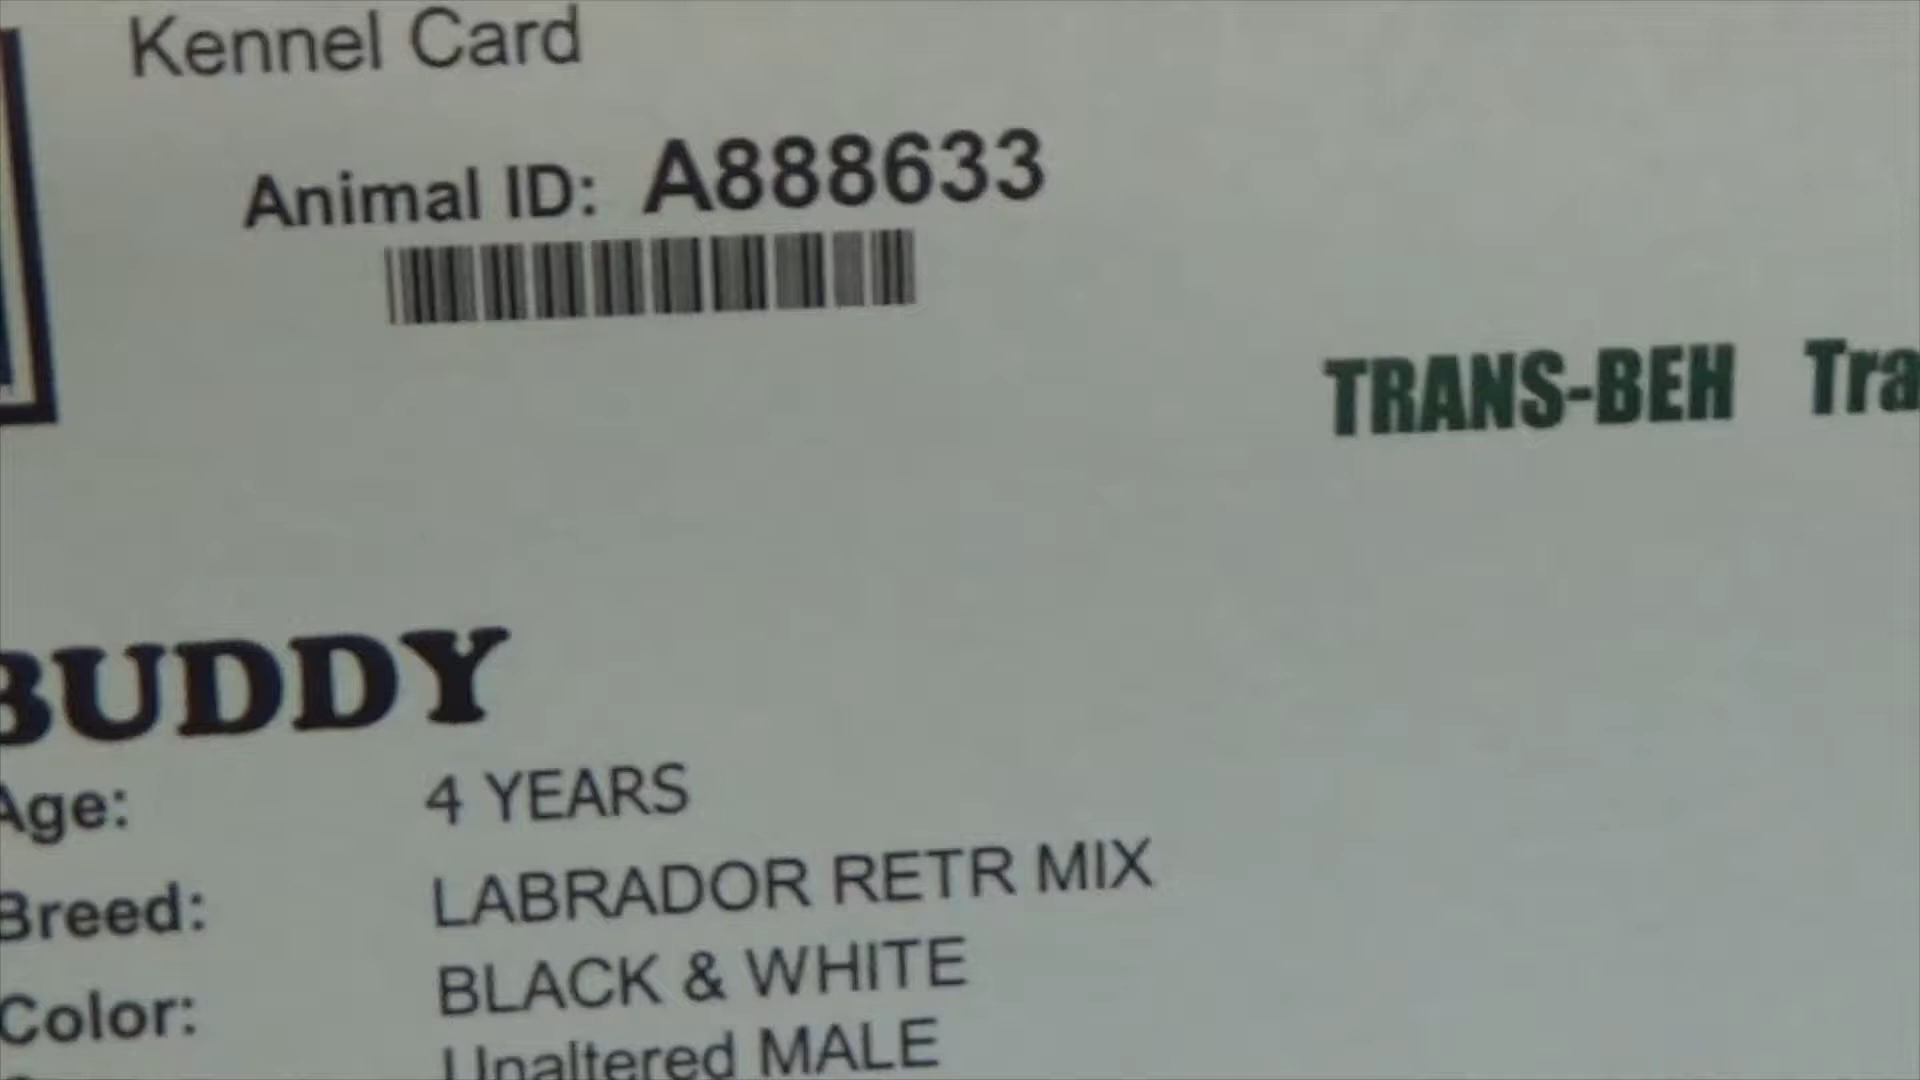 Kennel Card
Animal ID: A888633
TRANS-BEH Tra
BUDDY
Age: 4 YEARS
Breed: LABRADOR RETR MIX
Color: BLACK & WHITE
Unaltered MALE